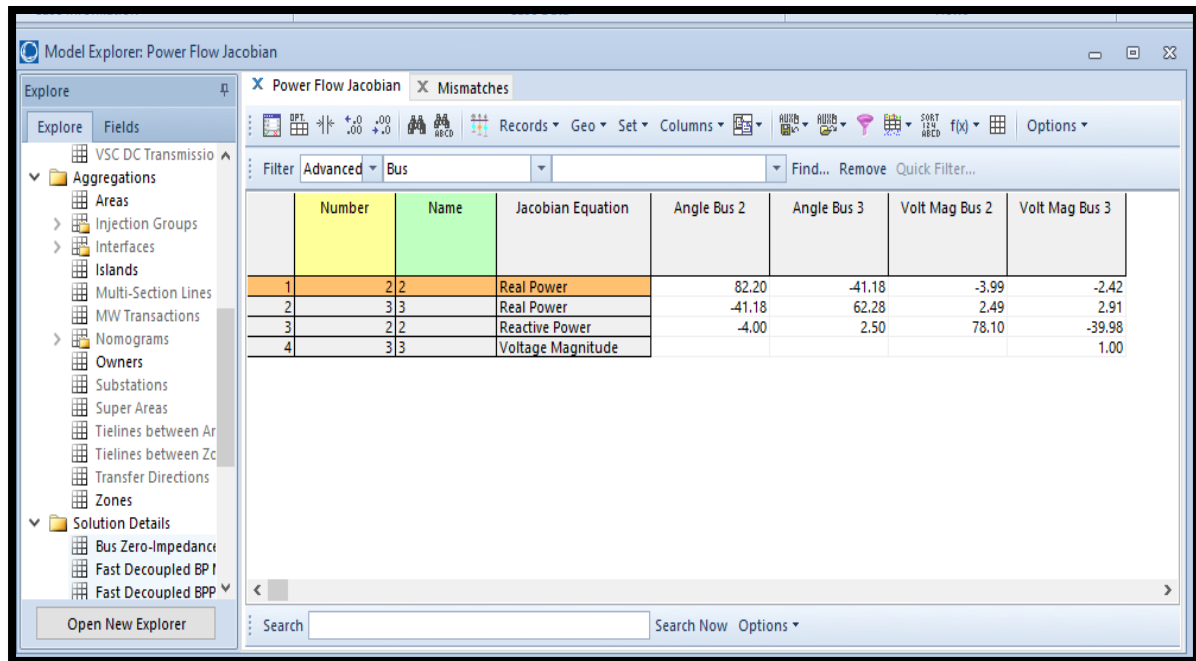 Model Explorer: Power Flow Jacobian
Explore
Explore Fields
VSC DC Transmissio
Aggregations
Areas
Injection Groups
Interfaces
Islands
Multi-Section Lines
MW Transactions
Nomograms
Owners
Substations
Super Areas
Tielines between Ar
Tielines between Zo
Transfer Directions
Zones
Solution Details
Bus Zero-Impedance
Fast Decoupled BP
Fast Decoupled BPP
Open New Explorer
X Power Flow Jacobian X Mismatches
Records Geo Set Columns f(x) Options
Filter Advanced Bus Find... Remove Quick Filter...
Number Name Jacobian Equation Angle Bus 2 Angle Bus 3 Volt Mag Bus 2 Volt Mag Bus 3
1 2 2 Real Power 82.20 -41.18 -3.99 -2.42
2 3 3 Real Power -41.18 62.28 2.49 2.91
3 2 2 Reactive Power -4.00 2.50 78.10 -39.98
4 3 3 Voltage Magnitude 1.00
Search Search Now Options